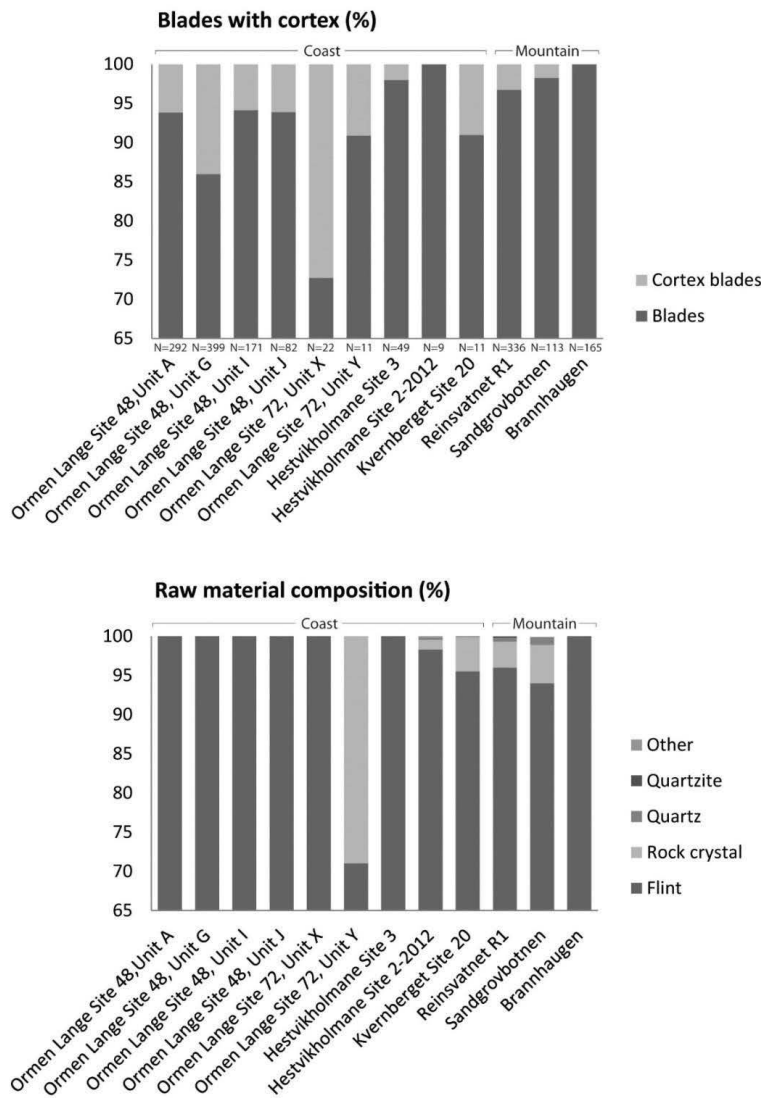 Blades with cortex (%)
Coast
Mountain
100
95
90
85
80
75
70
65
N=292
N=399
N=171
N=82
N=22
N=11
N=49
N=9
N=11
N=336
N=113
N=165
Ormen Lange Site 48,Unit A
Ormen Lange Site 48, Unit G
Ormen Lange Site 48, Unit I
Ormen Lange Site 48, Unit J
Ormen Lange Site 72, Unit X
Ormen Lange Site 72, Unit Y
Hestvikholmane Site 3
Hestvikholmane Site 2-2012
Kvernberget Site 20
Reinsvatnet R1
Sandgrovbotnen
Brannhaugen
Cortex blades
Blades
Raw material composition (%)
Coast
Mountain
100
95
90
85
80
75
70
65
Ormen Lange Site 48,Unit A
Ormen Lange Site 48, Unit G
Ormen Lange Site 48, Unit I
Ormen Lange Site 48, Unit J
Ormen Lange Site 72, Unit X
Ormen Lange Site 72, Unit Y
Hestvikholmane Site 3
Hestvikholmane Site 2-2012
Kvernberget Site 20
Reinsvatnet R1
Sandgrovbotnen
Brannhaugen
Other
Quartzite
Quartz
Rock crystal
Flint